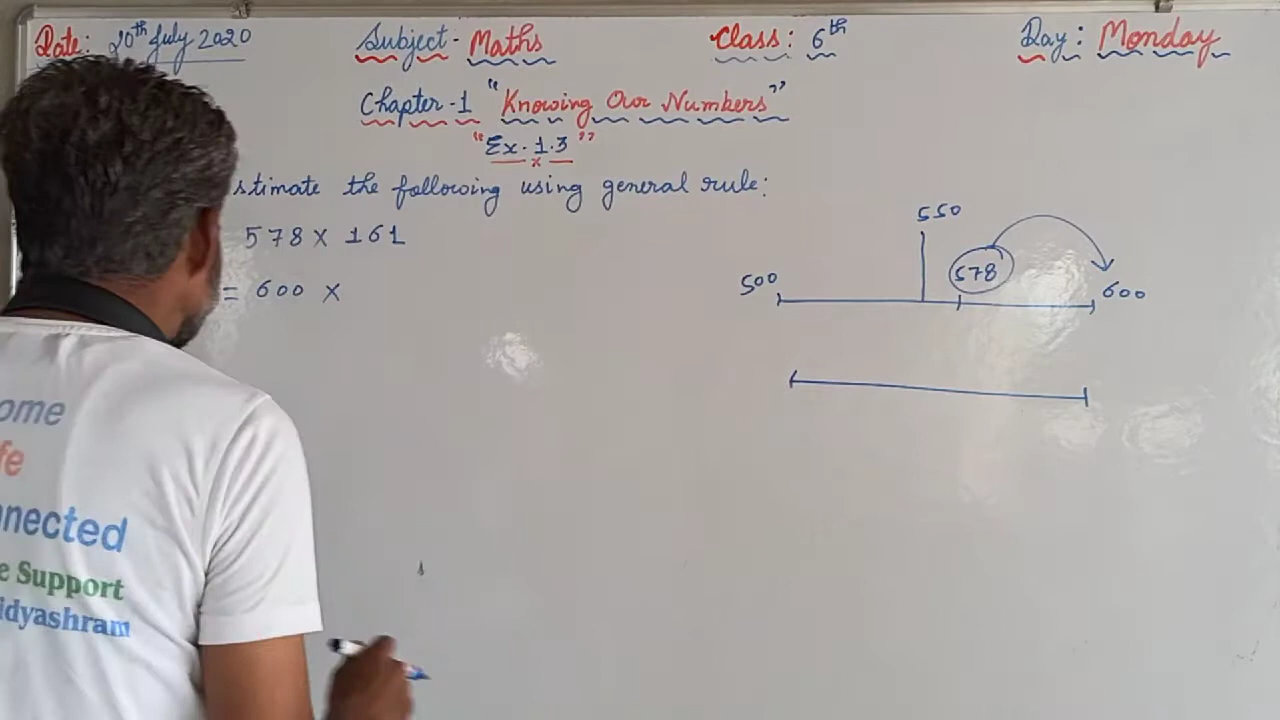 Date: 20th July 2020 Subject- Maths Class: 6th Day: Monday
Chapter-1 "Knowing Our Numbers"
"Ex. 1.3"
stimate the following using general rule:
578 X 161
= 600 X
550
500 578 600
ome
fe
nnected
e Support
idyashram